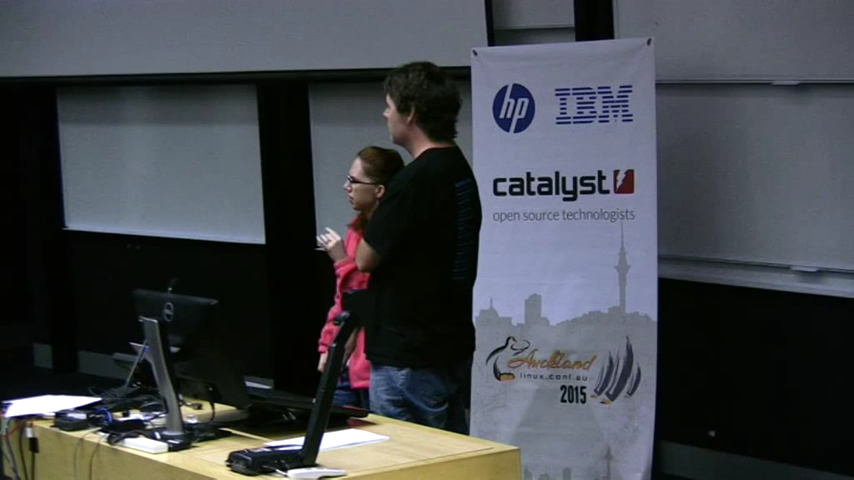 hp IBM
catalyst
open source technologists
Auckland
linux.conf.au
2015